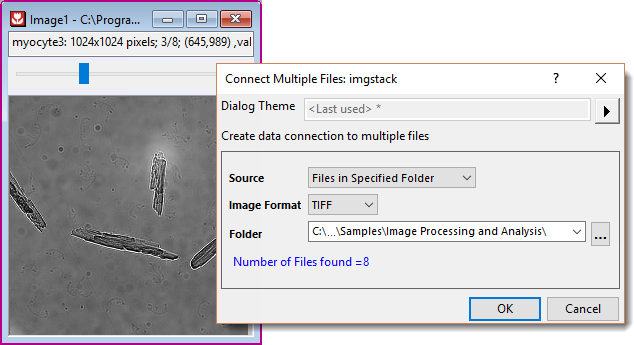 Image1 - C:\Progra...
myocyte3: 1024x1024 pixels; 3/8; (645,989) ,val
Connect Multiple Files: imgstack
?
Dialog Theme <Last used> *
Create data connection to multiple files
Source Files in Specified Folder
Image Format TIFF
Folder C:\...\Samples\Image Processing and Analysis\ ...
Number of Files found =8
OK Cancel